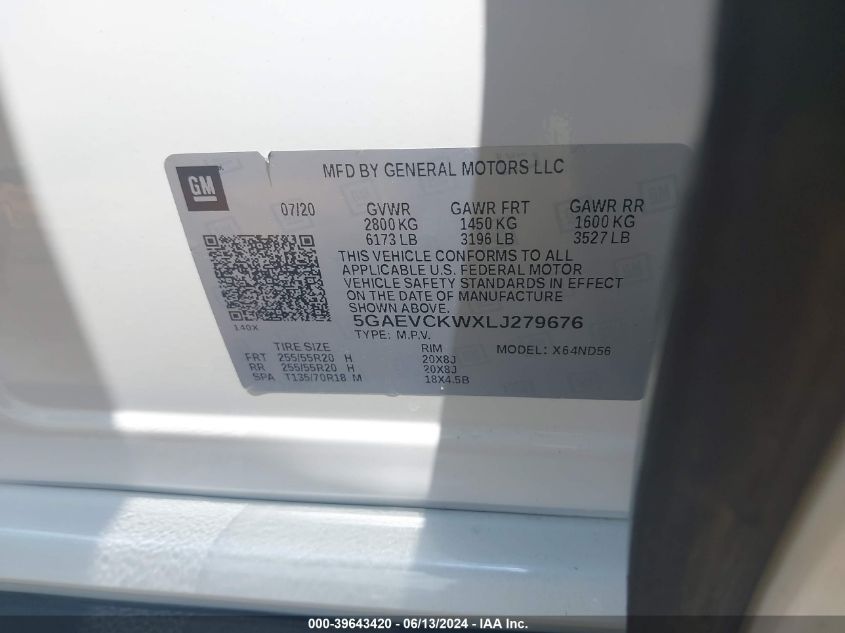 GM
MFD BY GENERAL MOTORS LLC
07/20 GVWR GAWR FRT GAWR RR
2800 KG 1450 KG 1600 KG
6173 LB 3196 LB 3527 LB
THIS VEHICLE CONFORMS TO ALL
APPLICABLE U.S. FEDERAL MOTOR
VEHICLE SAFETY STANDARDS IN EFFECT
ON THE DATE OF MANUFACTURE
SHOWN ABOVE.
140X
5GAEVCKWXLJ279676
TYPE: M.P.V. MODEL: X64ND56
TIRE SIZE RIM
FRT 255/55R20 H 20X8J
RR 255/55R20 H 20X8J
SPA T135/70R18 M 18X4.5B
000-39643420 - 06/13/2024 - IAA Inc.